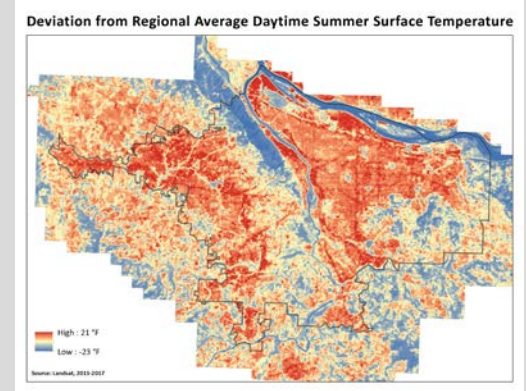 Deviation from Regional Average Daytime Summer Surface Temperature
High : 21 °F
Low : -23 °F
Source: Landsat, 2015-2017